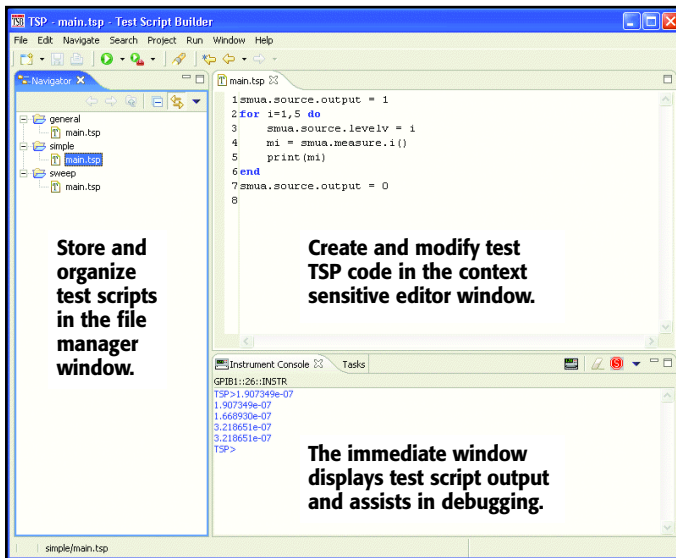 TSP - main.tsp - Test Script Builder
File Edit Navigate Search Project Run Window Help
Navigator
general
main.tsp
simple
main.tsp
sweep
main.tsp
Store and
organize
test scripts
in the file
manager
window.
main.tsp
1 smua.source.output = 1
2 for i=1,5 do
3 smua.source.levelv = i
4 mi = smua.measure.i()
5 print(mi)
6 end
7 smua.source.output = 0
8
Create and modify test
TSP code in the context
sensitive editor window.
Instrument Console Tasks
GPIB1::26::INSTR
TSP>1.907349e-07
1.907349e-07
1.668930e-07
3.218651e-07
3.218651e-07
TSP>
The immediate window
displays test script output
and assists in debugging.
simple/main.tsp